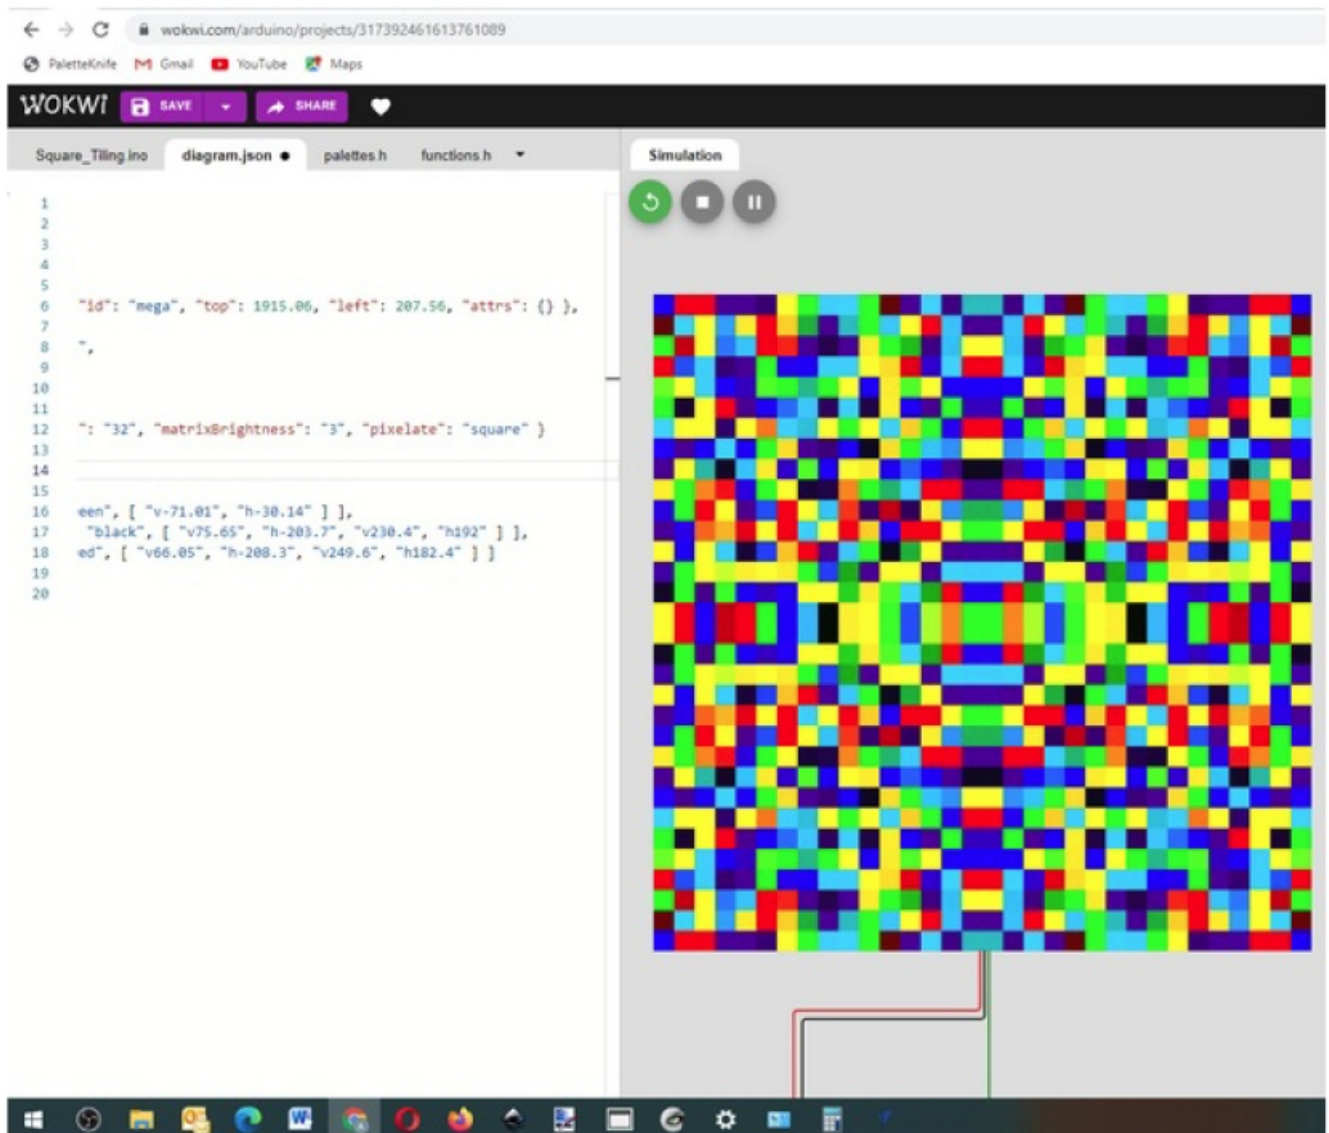 wokwi.com/arduino/projects/317392461613761089
PaletteKnife Gmail YouTube Maps
WOKWI SAVE SHARE
Square_Tiling.ino diagram.json palettes.h functions.h
Simulation
1
2
3
4
5
6 "id": "mega", "top": 1915.06, "left": 207.56, "attrs": {} },
7
8 ",
9
10
11
12 ": "32", "matrixBrightness": "3", "pixelate": "square" }
13
14
15
16 een", [ "v-71.01", "h-30.14" ] ],
17 "black", [ "v75.65", "h-203.7", "v230.4", "h192" ] ],
18 ed", [ "v66.05", "h-208.3", "v249.6", "h182.4" ] ]
19
20